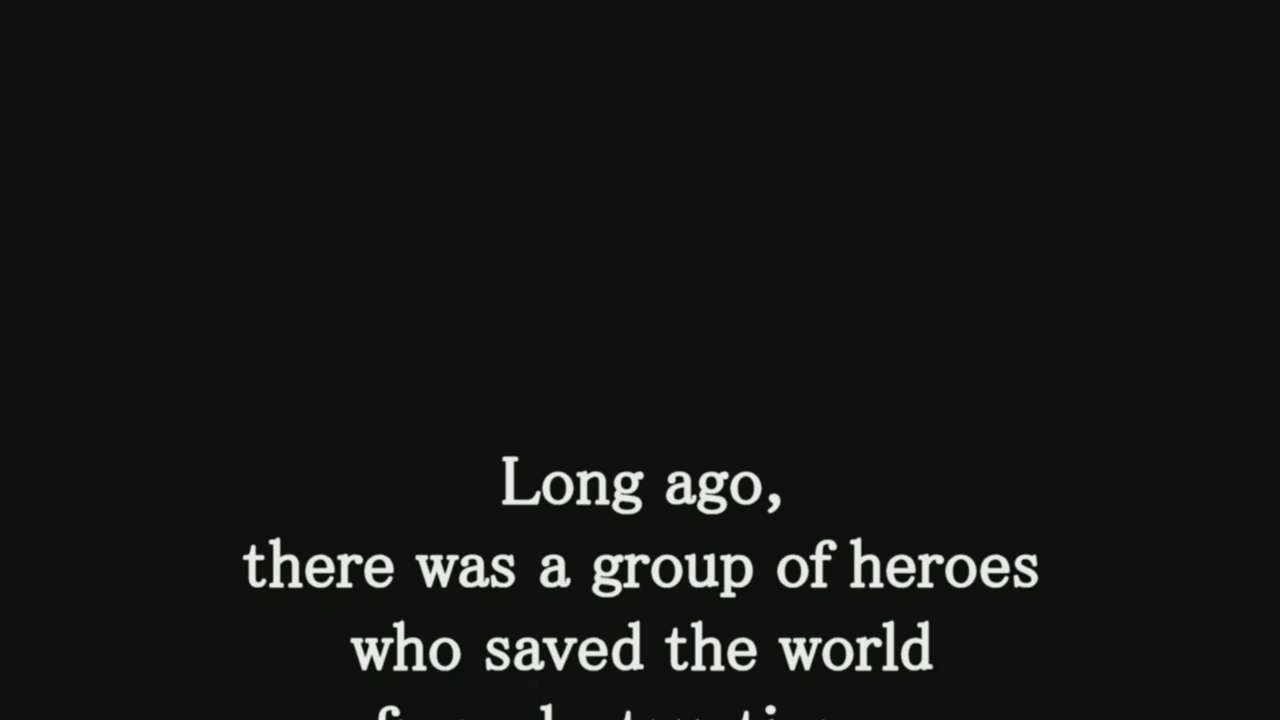 Long ago,
there was a group of heroes
who saved the world